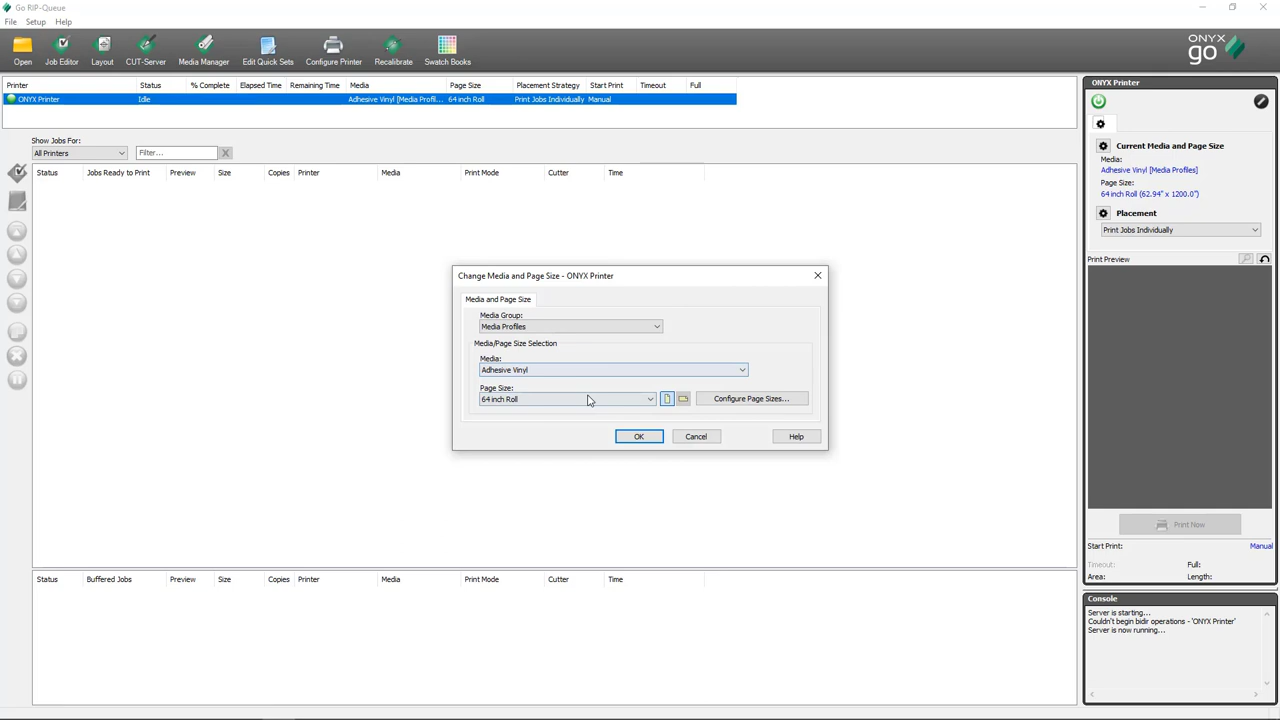 Go RIP-Queue
File Setup Help
Open Job Editor Layout CUT-Server Media Manager Edit Quick Sets Configure Printer Recalibrate Swatch Books
ONYX
go
Printer Status % Complete Elapsed Time Remaining Time Media Page Size Placement Strategy Start Print Timeout Full
ONYX Printer Idle Adhesive Vinyl [Media Profil... 64 inch Roll Print Jobs Individually Manual
Show Jobs For:
All Printers Filter... X
Status Jobs Ready to Print Preview Size Copies Printer Media Print Mode Cutter Time
Change Media and Page Size - ONYX Printer
Media and Page Size
Media Group:
Media Profiles
Media/Page Size Selection
Media:
Adhesive Vinyl
Page Size:
64 inch Roll Configure Page Sizes...
OK Cancel Help
Status Buffered Jobs Preview Size Copies Printer Media Print Mode Cutter Time
ONYX Printer
Current Media and Page Size
Media:
Adhesive Vinyl [Media Profiles]
Page Size:
64 inch Roll (62.94" x 1200.0")
Placement
Print Jobs Individually
Print Preview
Print Now
Start Print: Manual
Timeout: Full:
Area: Length:
Console
Server is starting...
Couldn't begin bidir operations - 'ONYX Printer'
Server is now running...